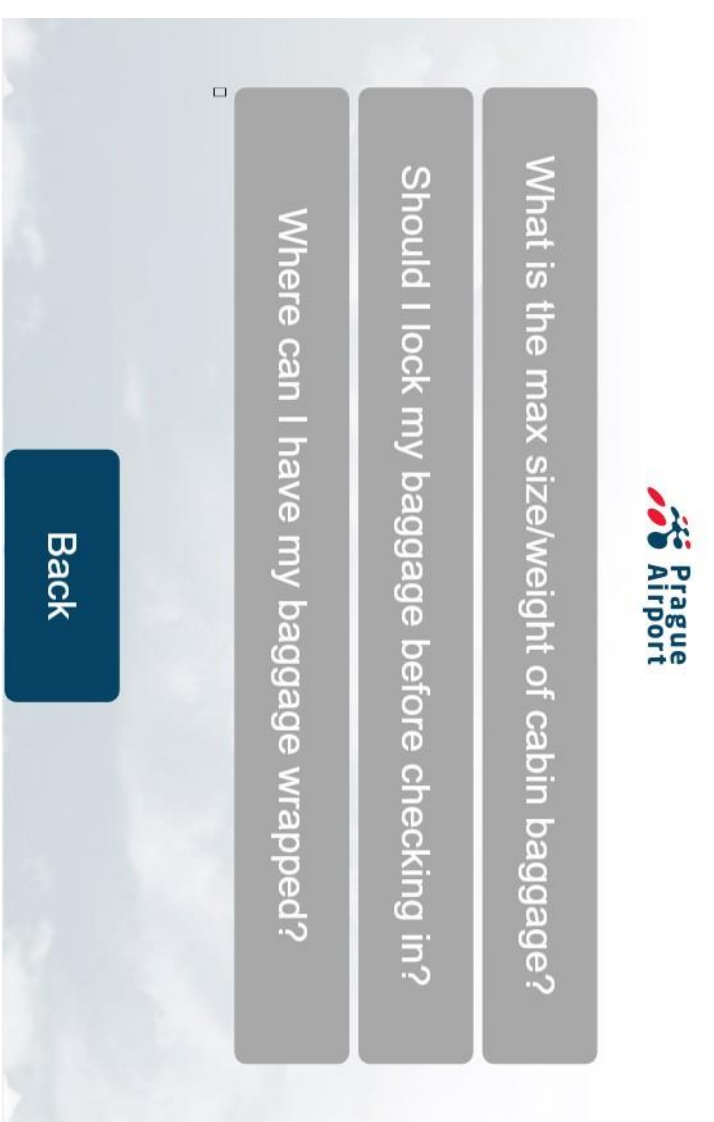 Prague
Airport
What is the max size/weight of cabin baggage?
Should I lock my baggage before checking in?
Where can I have my baggage wrapped?
Back